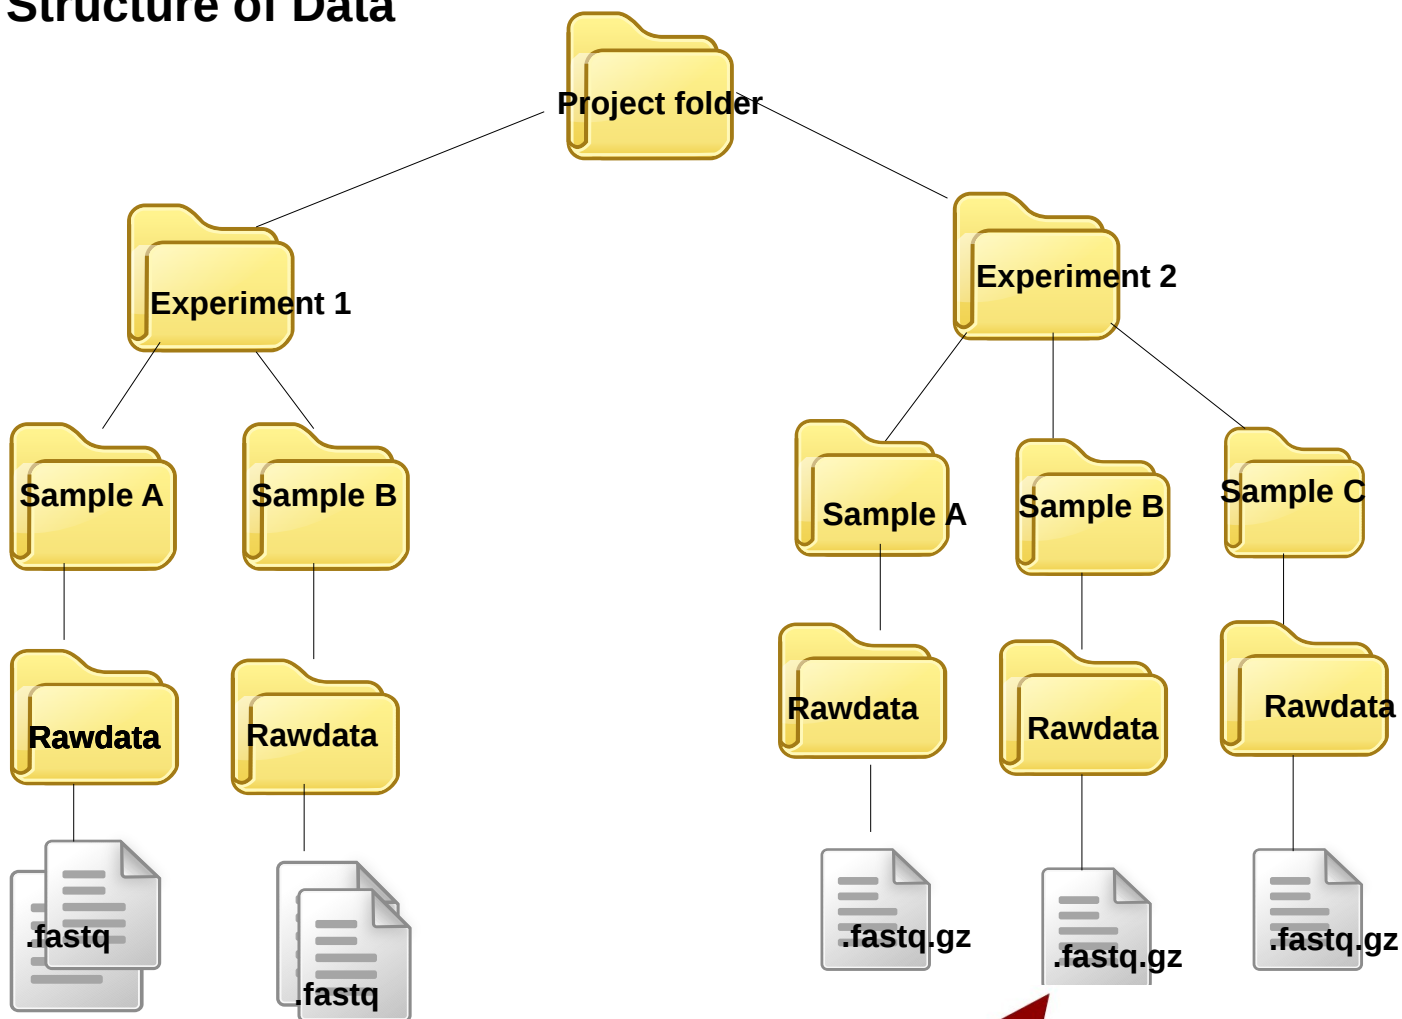 Structure of Data
Project folder
Experiment 1
Experiment 2
Sample A
Sample B
Sample A
Sample B
Sample C
Rawdata
Rawdata
Rawdata
Rawdata
Rawdata
.fastq
.fastq
.fastq.gz
.fastq.gz
.fastq.gz